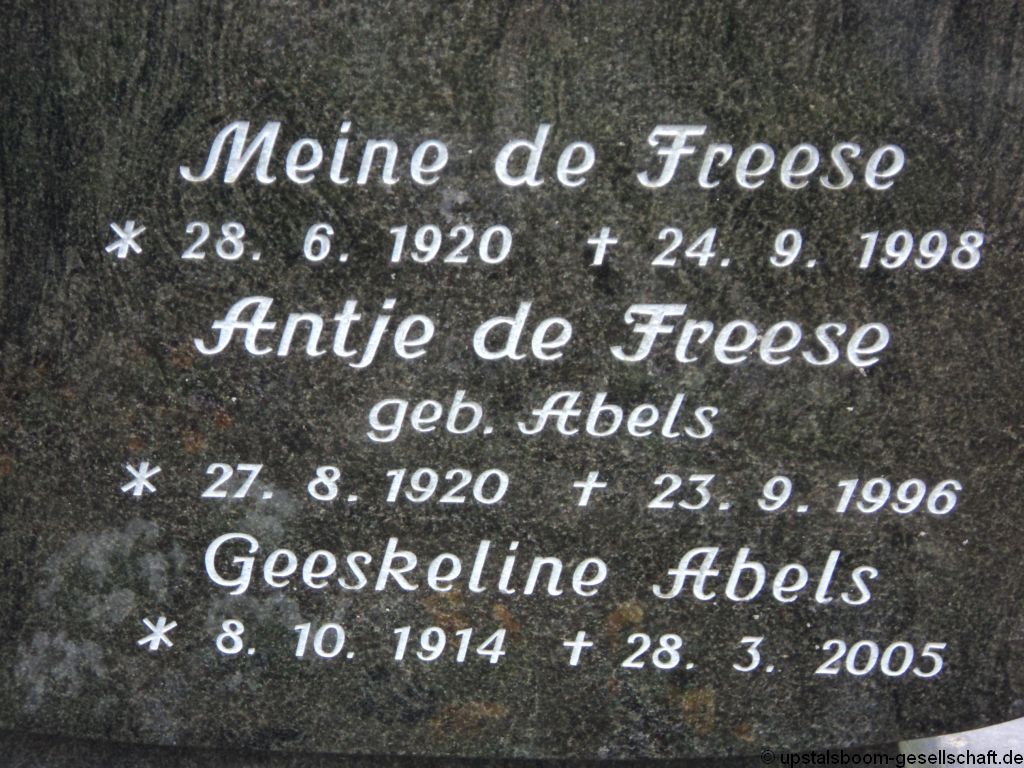 Meine de Freese
* 28. 6. 1920 † 24. 9. 1998
Antje de Freese
geb. Abels
* 27. 8. 1920 † 23. 9. 1996
Geeskeline Abels
* 8. 10. 1914 † 28. 3. 2005
© upstalsboom-gesellschaft.de